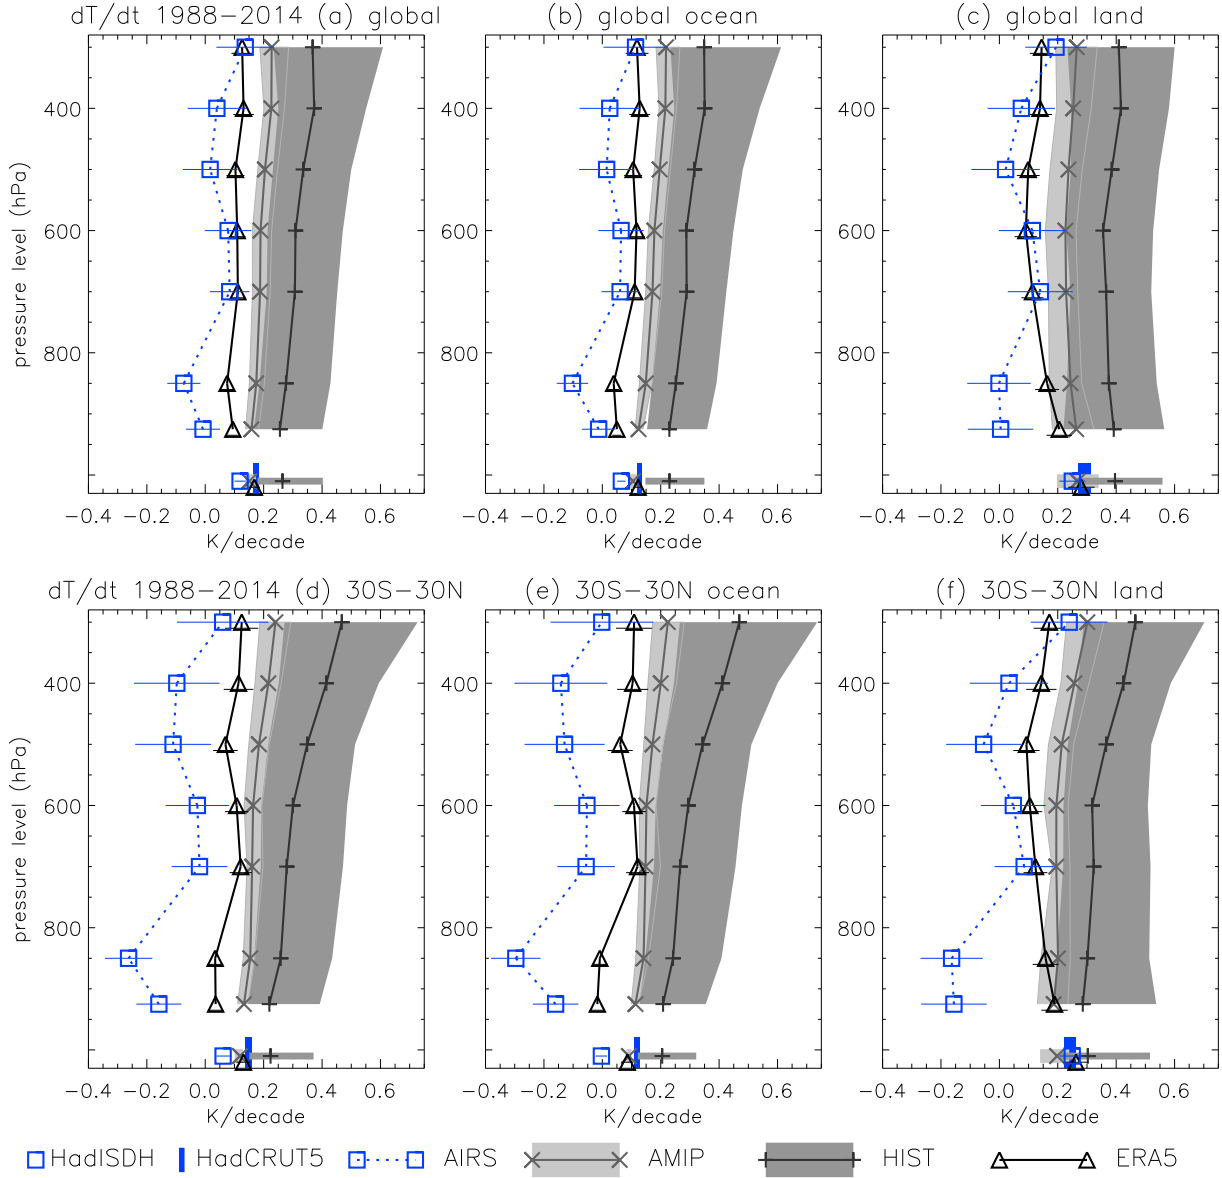 dT/dt 1988−2014 (a) global
(b) global ocean
(c) global land
pressure level (hPa)
400
600
800
400
600
800
400
600
800
−0.4 −0.2 0.0 0.2 0.4 0.6
−0.4 −0.2 0.0 0.2 0.4 0.6
−0.4 −0.2 0.0 0.2 0.4 0.6
K/decade
K/decade
K/decade
dT/dt 1988−2014 (d) 30S−30N
(e) 30S−30N ocean
(f) 30S−30N land
pressure level (hPa)
400
600
800
400
600
800
400
600
800
−0.4 −0.2 0.0 0.2 0.4 0.6
−0.4 −0.2 0.0 0.2 0.4 0.6
−0.4 −0.2 0.0 0.2 0.4 0.6
K/decade
K/decade
K/decade
HadISDH HadCRUT5 AIRS AMIP HIST ERA5